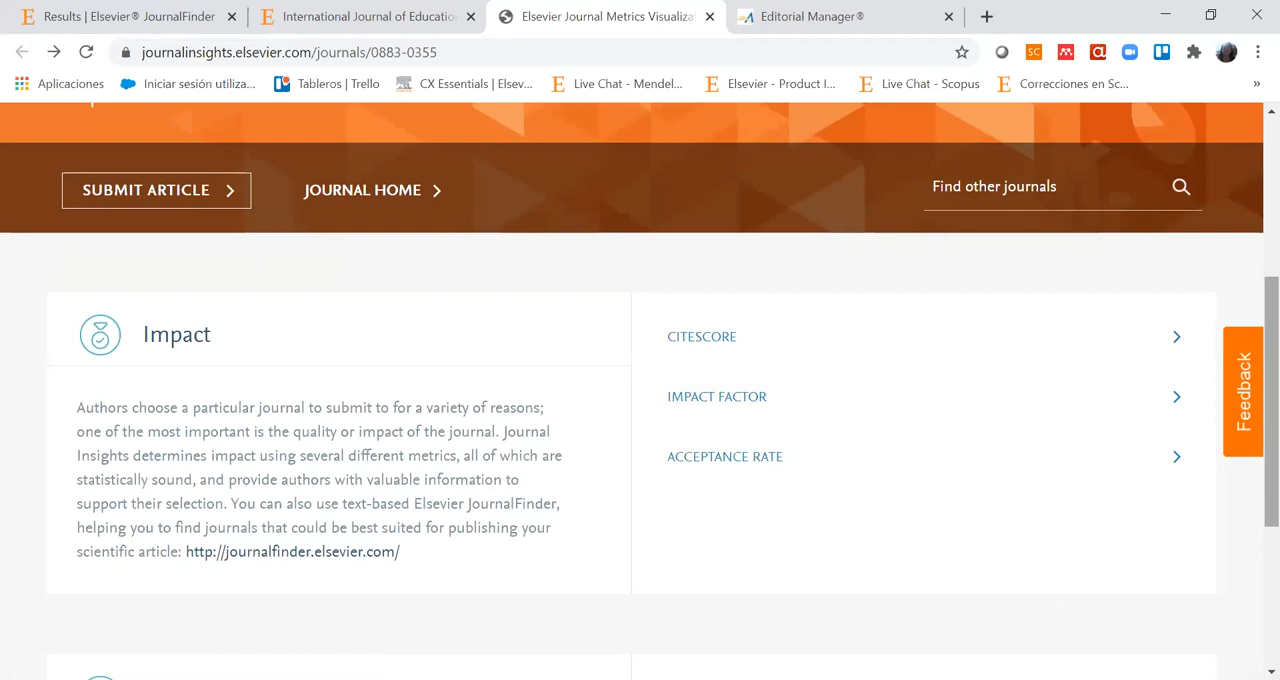 Results | Elsevier® JournalFinder
International Journal of Educatio
Elsevier Journal Metrics Visualiza
Editorial Manager®
journalinsights.elsevier.com/journals/0883-0355
SC
Aplicaciones
Iniciar sesión utiliza...
Tableros | Trello
CX Essentials | Elsev...
Live Chat - Mendel...
Elsevier - Product I...
Live Chat - Scopus
Correcciones en Sc...
»
SUBMIT ARTICLE
JOURNAL HOME
Find other journals
Impact
Authors choose a particular journal to submit to for a variety of reasons;
one of the most important is the quality or impact of the journal. Journal
Insights determines impact using several different metrics, all of which are
statistically sound, and provide authors with valuable information to
support their selection. You can also use text-based Elsevier JournalFinder,
helping you to find journals that could be best suited for publishing your
scientific article: http://journalfinder.elsevier.com/
CITESCORE
IMPACT FACTOR
ACCEPTANCE RATE
Feedback